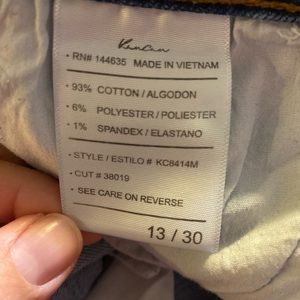 KanCan
· RN# 144635 MADE IN VIETNAM
· 93% COTTON / ALGODON
· 6% POLYESTER / POLIESTER
· 1% SPANDEX / ELASTANO
· STYLE / ESTILO # KC8414M
· CUT # 38019
· SEE CARE ON REVERSE
13 / 30